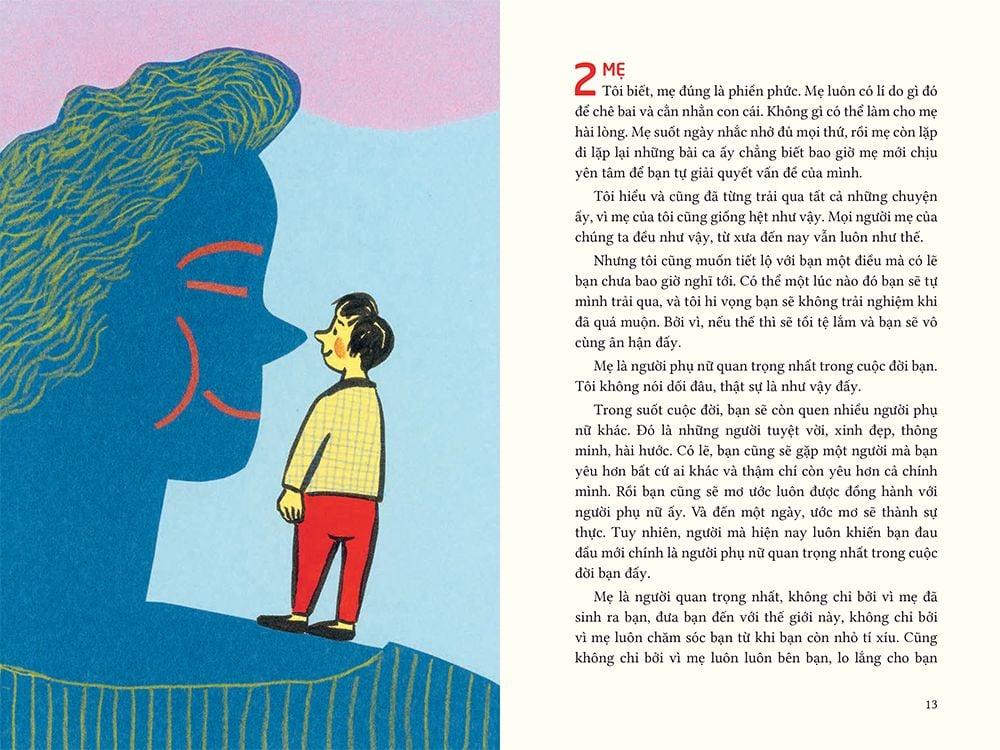 2 MẸ
Tôi biết, mẹ đúng là phiền phức. Mẹ luôn có lí do gì đó
để chê bai và cằn nhằn con cái. Không gì có thể làm cho mẹ
hài lòng. Mẹ suốt ngày nhắc nhở đủ mọi thứ, rồi mẹ còn lặp
đi lặp lại những bài ca ấy chẳng biết bao giờ mẹ mới chịu
yên tâm để bạn tự giải quyết vấn đề của mình.
Tôi hiểu và cũng đã từng trải qua tất cả những chuyện
ấy, vì mẹ của tôi cũng giống hệt như vậy. Mọi người mẹ của
chúng ta đều như vậy, từ xưa đến nay vẫn luôn như thế.
Nhưng tôi cũng muốn tiết lộ với bạn một điều mà có lẽ
bạn chưa bao giờ nghĩ tới. Có thể một lúc nào đó bạn sẽ tự
mình trải qua, và tôi hi vọng bạn sẽ không trải nghiệm khi
đã quá muộn. Bởi vì, nếu thế thì sẽ tồi tệ lắm và bạn sẽ vô
cùng ân hận đấy.
Mẹ là người phụ nữ quan trọng nhất trong cuộc đời bạn.
Tôi không nói dối đâu, thật sự là như vậy đấy.
Trong suốt cuộc đời, bạn sẽ còn quen nhiều người phụ
nữ khác. Đó là những người tuyệt vời, xinh đẹp, thông
minh, hài hước. Có lẽ, bạn cũng sẽ gặp một người mà bạn
yêu hơn bất cứ ai khác và thậm chí còn yêu hơn cả chính
mình. Rồi bạn cũng sẽ mơ ước luôn được đồng hành với
người phụ nữ ấy. Và đến một ngày, ước mơ sẽ thành sự
thực. Tuy nhiên, người mà hiện nay luôn khiến bạn đau
đầu mới chính là người phụ nữ quan trọng nhất trong cuộc
đời bạn đấy.
Mẹ là người quan trọng nhất, không chỉ bởi vì mẹ đã
sinh ra bạn, đưa bạn đến với thế giới này, không chỉ bởi
vì mẹ luôn chăm sóc bạn từ khi bạn còn nhỏ tí xíu. Cũng
không chỉ bởi vì mẹ luôn luôn bên bạn, lo lắng cho bạn
13